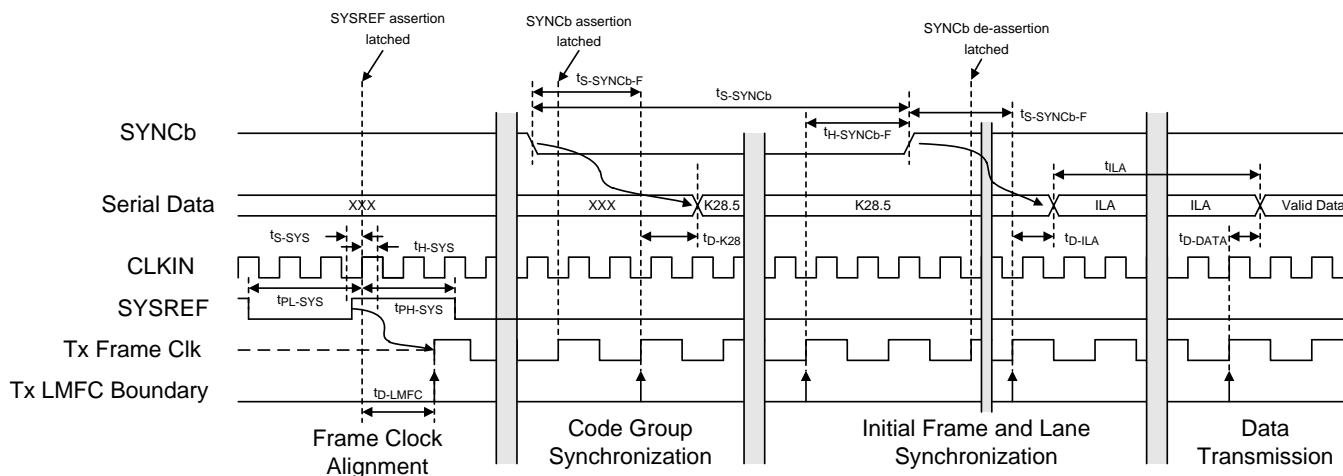 SYSREF assertion
latched
SYNCb assertion
latched
SYNCb de-assertion
latched
tS-SYNCb-F
tS-SYNCb
tH-SYNCb-F
tS-SYNCb-F
SYNCb
tILA
Serial Data
XXX
XXX
K28.5
K28.5
ILA
ILA
Valid Data
tS-SYS
tH-SYS
tD-K28
tD-ILA
tD-DATA
CLKIN
tPL-SYS
tPH-SYS
SYSREF
Tx Frame Clk
Tx LMFC Boundary
tD-LMFC
Frame Clock
Alignment
Code Group
Synchronization
Initial Frame and Lane
Synchronization
Data
Transmission